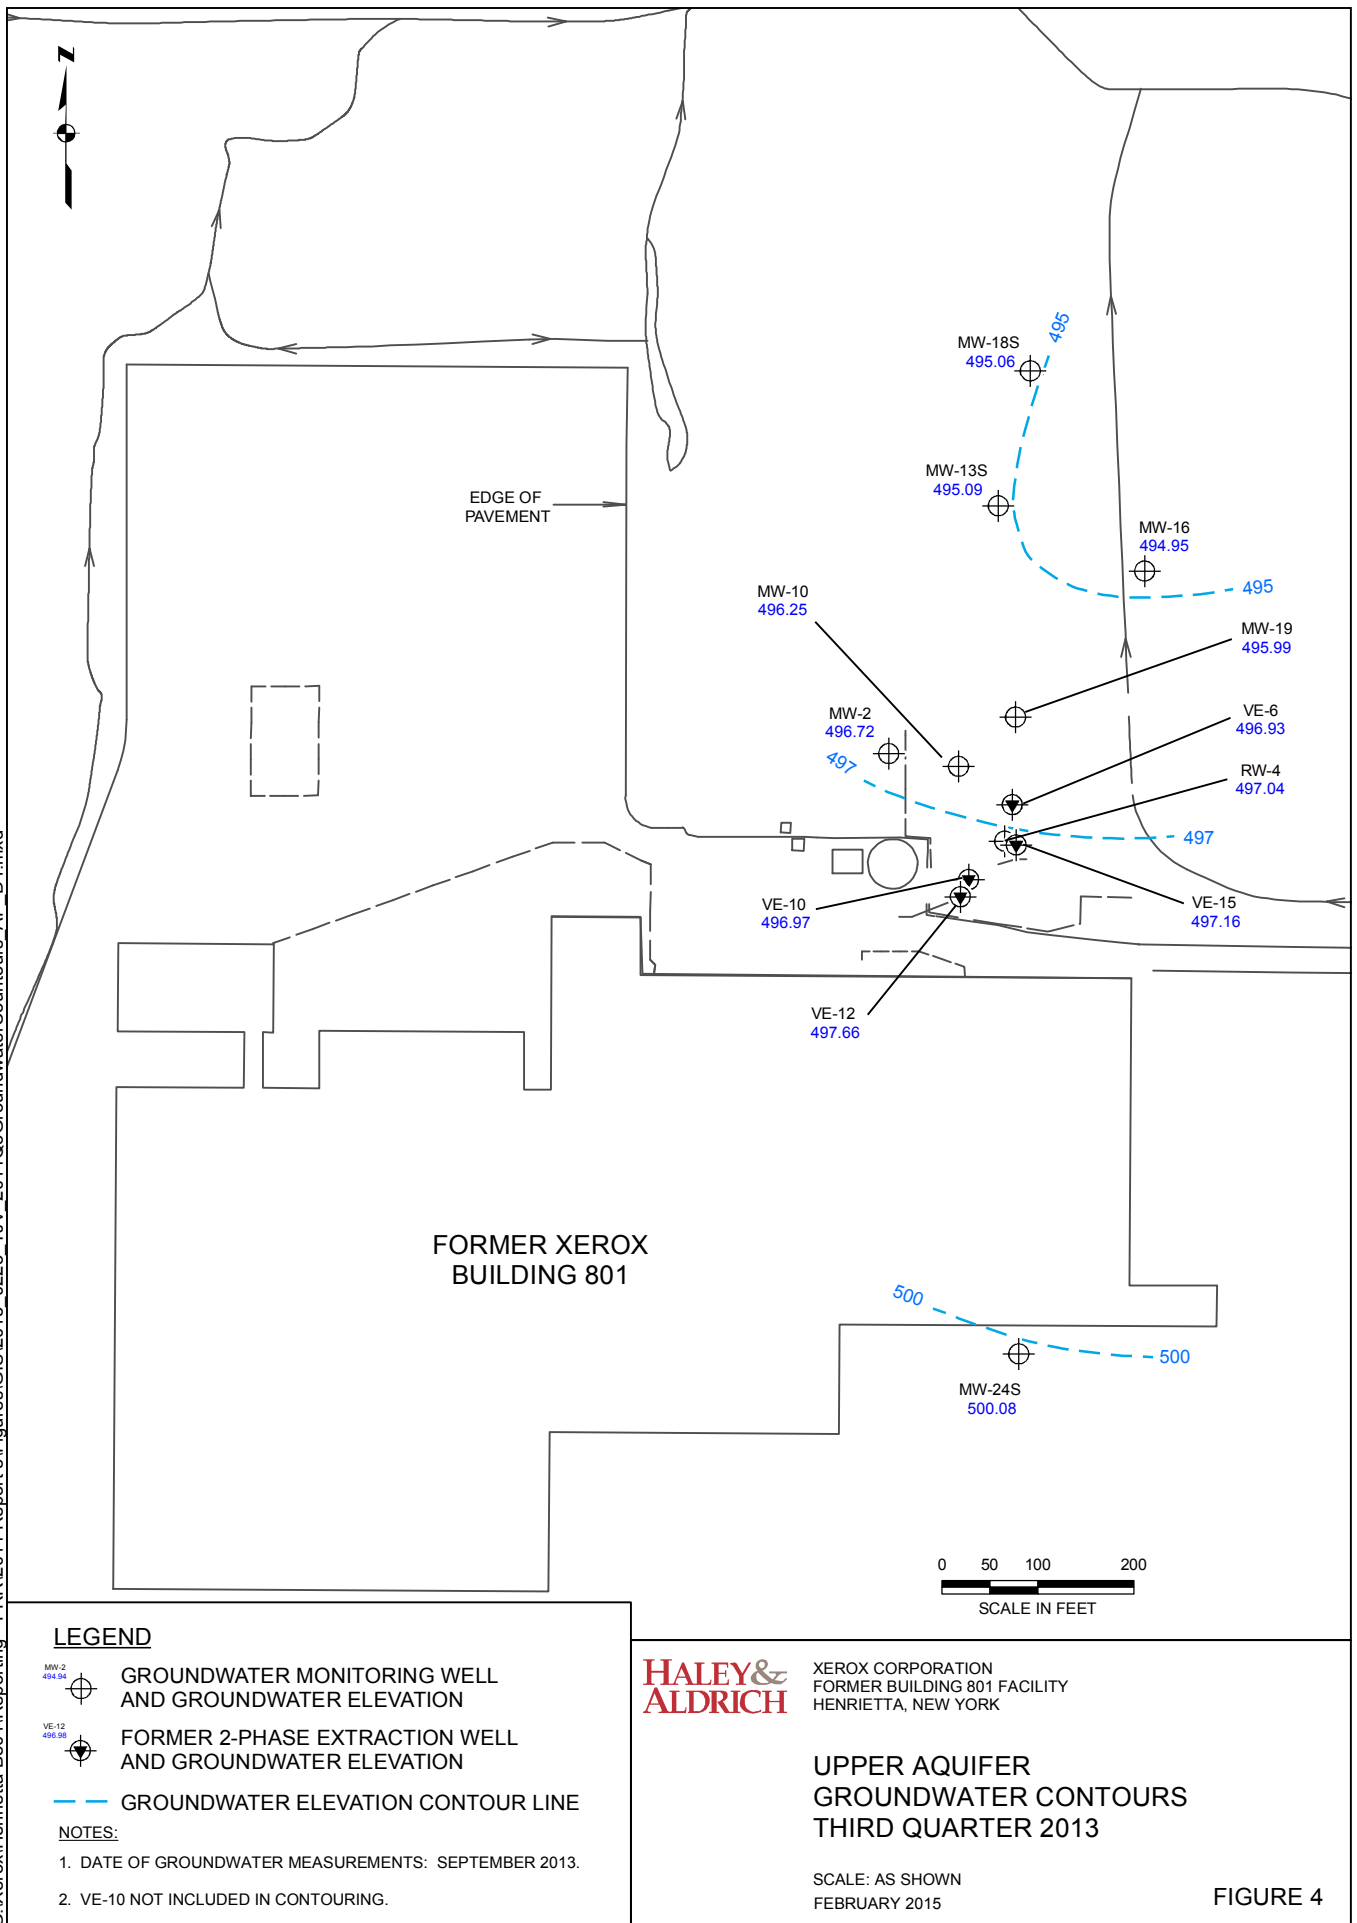 N
495
MW-18S
495.06
MW-13S
495.09
EDGE OF
PAVEMENT
MW-16
494.95
495
MW-10
496.25
MW-19
495.99
MW-2
496.72
VE-6
496.93
497
RW-4
497.04
497
VE-10
496.97
VE-15
497.16
VE-12
497.66
FORMER XEROX
BUILDING 801
500
500
MW-24S
500.08
0 50 100 200
SCALE IN FEET
LEGEND
MW-2
494.94
GROUNDWATER MONITORING WELL
AND GROUNDWATER ELEVATION
VE-12
496.98
FORMER 2-PHASE EXTRACTION WELL
AND GROUNDWATER ELEVATION
GROUNDWATER ELEVATION CONTOUR LINE
NOTES:
1. DATE OF GROUNDWATER MEASUREMENTS: SEPTEMBER 2013.
2. VE-10 NOT INCLUDED IN CONTOURING.
HALEY&
ALDRICH
XEROX CORPORATION
FORMER BUILDING 801 FACILITY
HENRIETTA, NEW YORK
UPPER AQUIFER
GROUNDWATER CONTOURS
THIRD QUARTER 2013
SCALE: AS SHOWN
FEBRUARY 2015
FIGURE 4